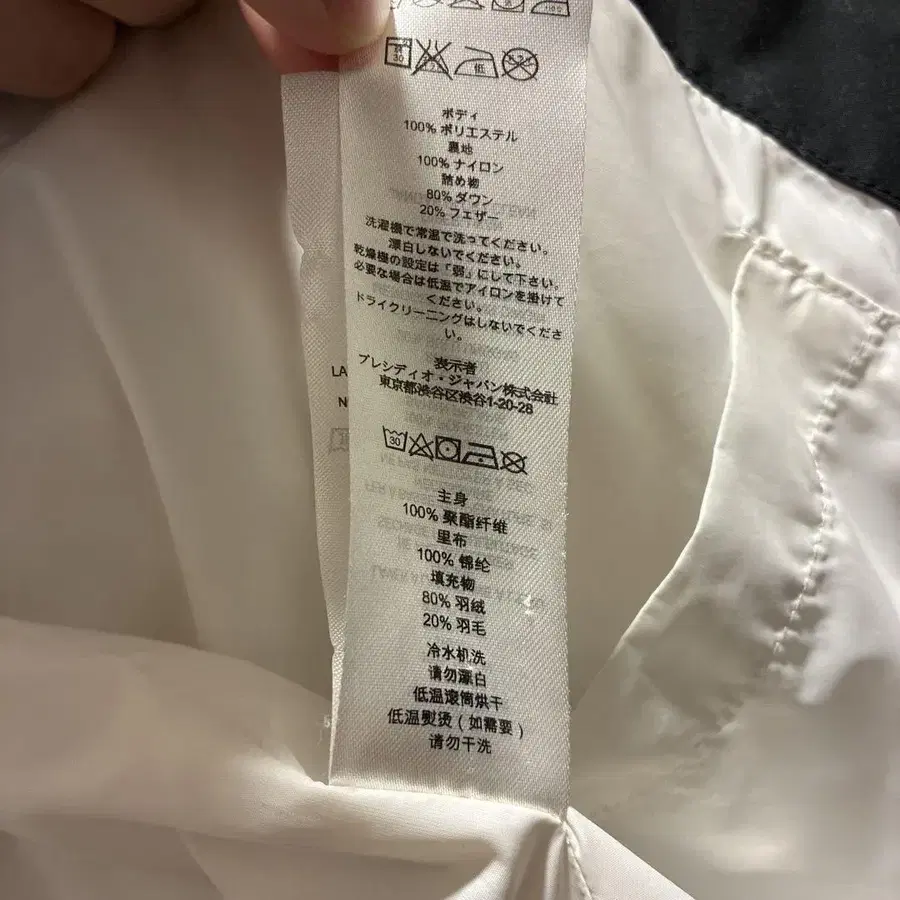 低
ボディ
100% ポリエステル
裏地
100% ナイロン
詰め物
80% ダウン
20% フェザー
洗濯機で常温で洗ってください。
漂白しないでください。
乾燥機の設定は「弱」にして下さい。
必要な場合は低温でアイロンを掛けて
ください。
ドライクリーニングはしないでくださ
い。
表示者
プレシディオ・ジャパン株式会社
東京都渋谷区渋谷1-20-28
LA
N
30
主身
100% 聚酯纤维
里布
100% 锦纶
填充物
80% 羽绒
20% 羽毛
冷水机洗
请勿漂白
低温滚筒烘干
低温熨烫（如需要）
请勿干洗